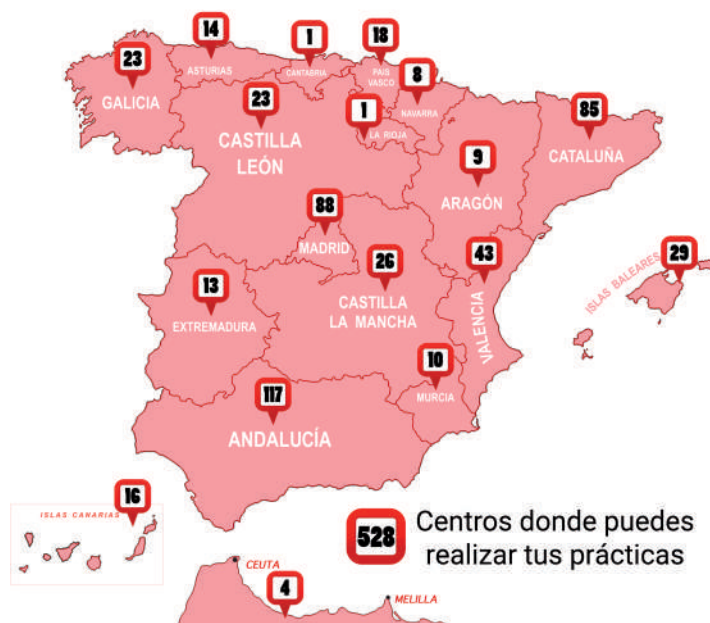 14
ASTURIAS
1
CANTABRIA
18
PAIS
VASCO
23
GALICIA
8
NAVARRA
23
CASTILLA
LEÓN
1
LA RIOJA
85
CATALUÑA
9
ARAGÓN
88
MADRID
43
VALENCIA
29
ISLAS BALEARES
26
CASTILLA
LA MANCHA
13
EXTREMADURA
10
MURCIA
117
ANDALUCÍA
16
ISLAS CANARIAS
528
Centros donde puedes
realizar tus prácticas
CEUTA
4
MELILLA